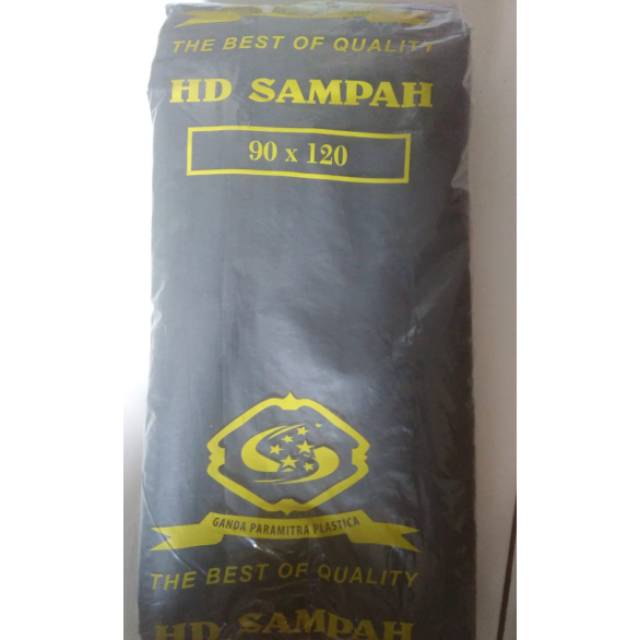 THE BEST OF QUALITY
HD SAMPAH
90 x 120
GANDA PARAMITRA PLASTICA
THE BEST OF QUALITY
HD SAMPAH